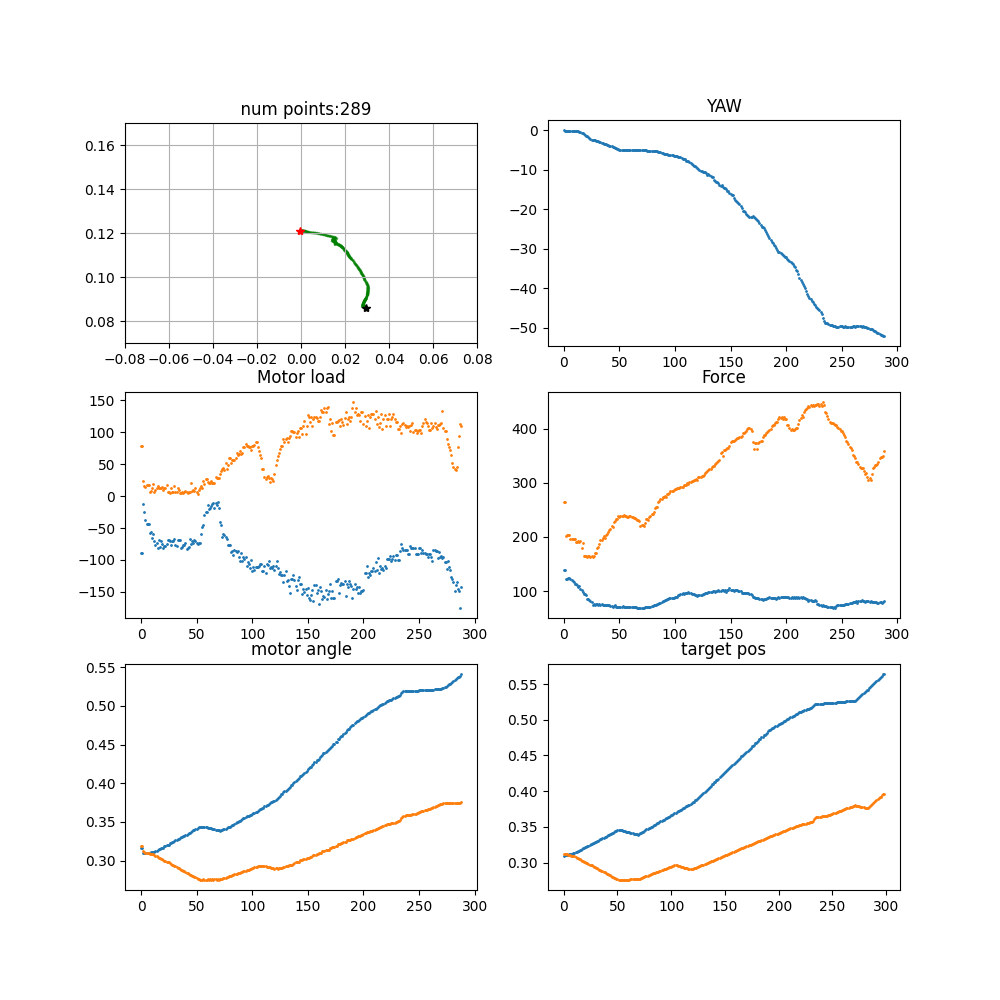 num points:289
YAW
0.16
0.14
0.12
0.10
0.08
−0.08 −0.06 −0.04 −0.02 0.00 0.02 0.04 0.06 0.08
0
−10
−20
−30
−40
−50
0 50 100 150 200 250 300
Motor load
Force
150
100
50
0
−50
−100
−150
0 50 100 150 200 250 300
400
300
200
100
0 50 100 150 200 250 300
motor angle
target pos
0.55
0.50
0.45
0.40
0.35
0.30
0 50 100 150 200 250 300
0.55
0.50
0.45
0.40
0.35
0.30
0 50 100 150 200 250 300